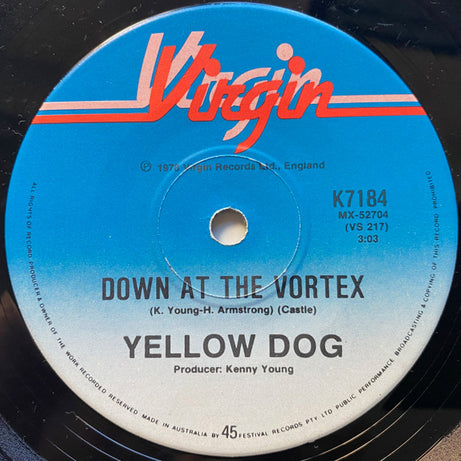 Virgin
℗ 1978 Virgin Records Ltd., England
K7184
MX-52704
(VS 217)
3:03
DOWN AT THE VORTEX
(K. Young-H. Armstrong) (Castle)
YELLOW DOG
Producer: Kenny Young
ALL RIGHTS OF RECORD PRODUCER & OWNER OF THE WORK RECORDED RESERVED MADE IN AUSTRALIA BY 45 FESTIVAL RECORDS PTY LTD PUBLIC PERFORMANCE BROADCASTING & COPYING OF THIS RECORD PROHIBITED